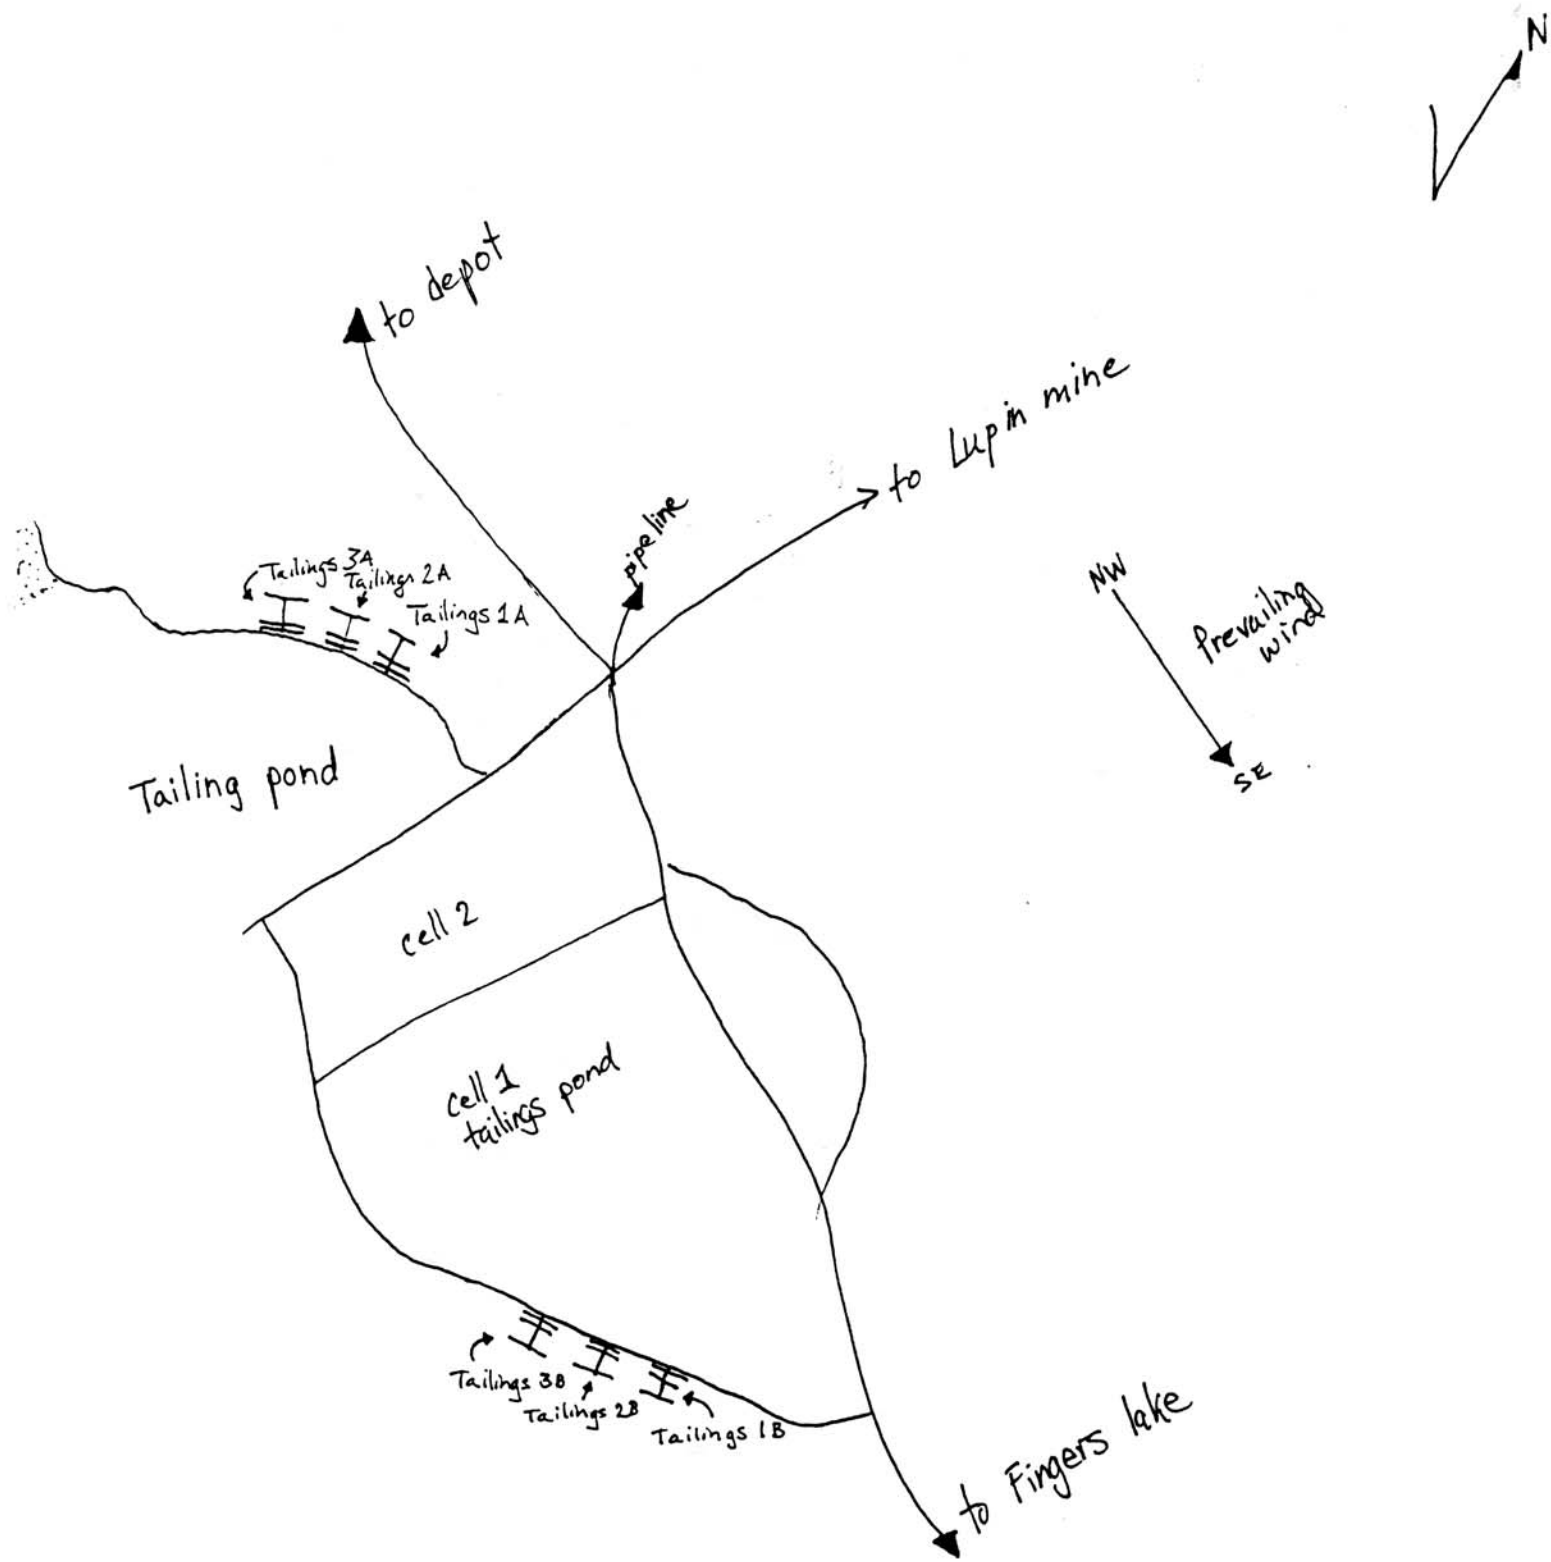 N
to depot
to Lupin mine
pipeline
Tailings 3A
Tailings 2A
Tailings 1A
NW
Prevailing
wind
SE
Tailing pond
cell 2
cell 1
tailings pond
Tailings 3B
Tailings 2B
Tailings 1B
to Fingers lake